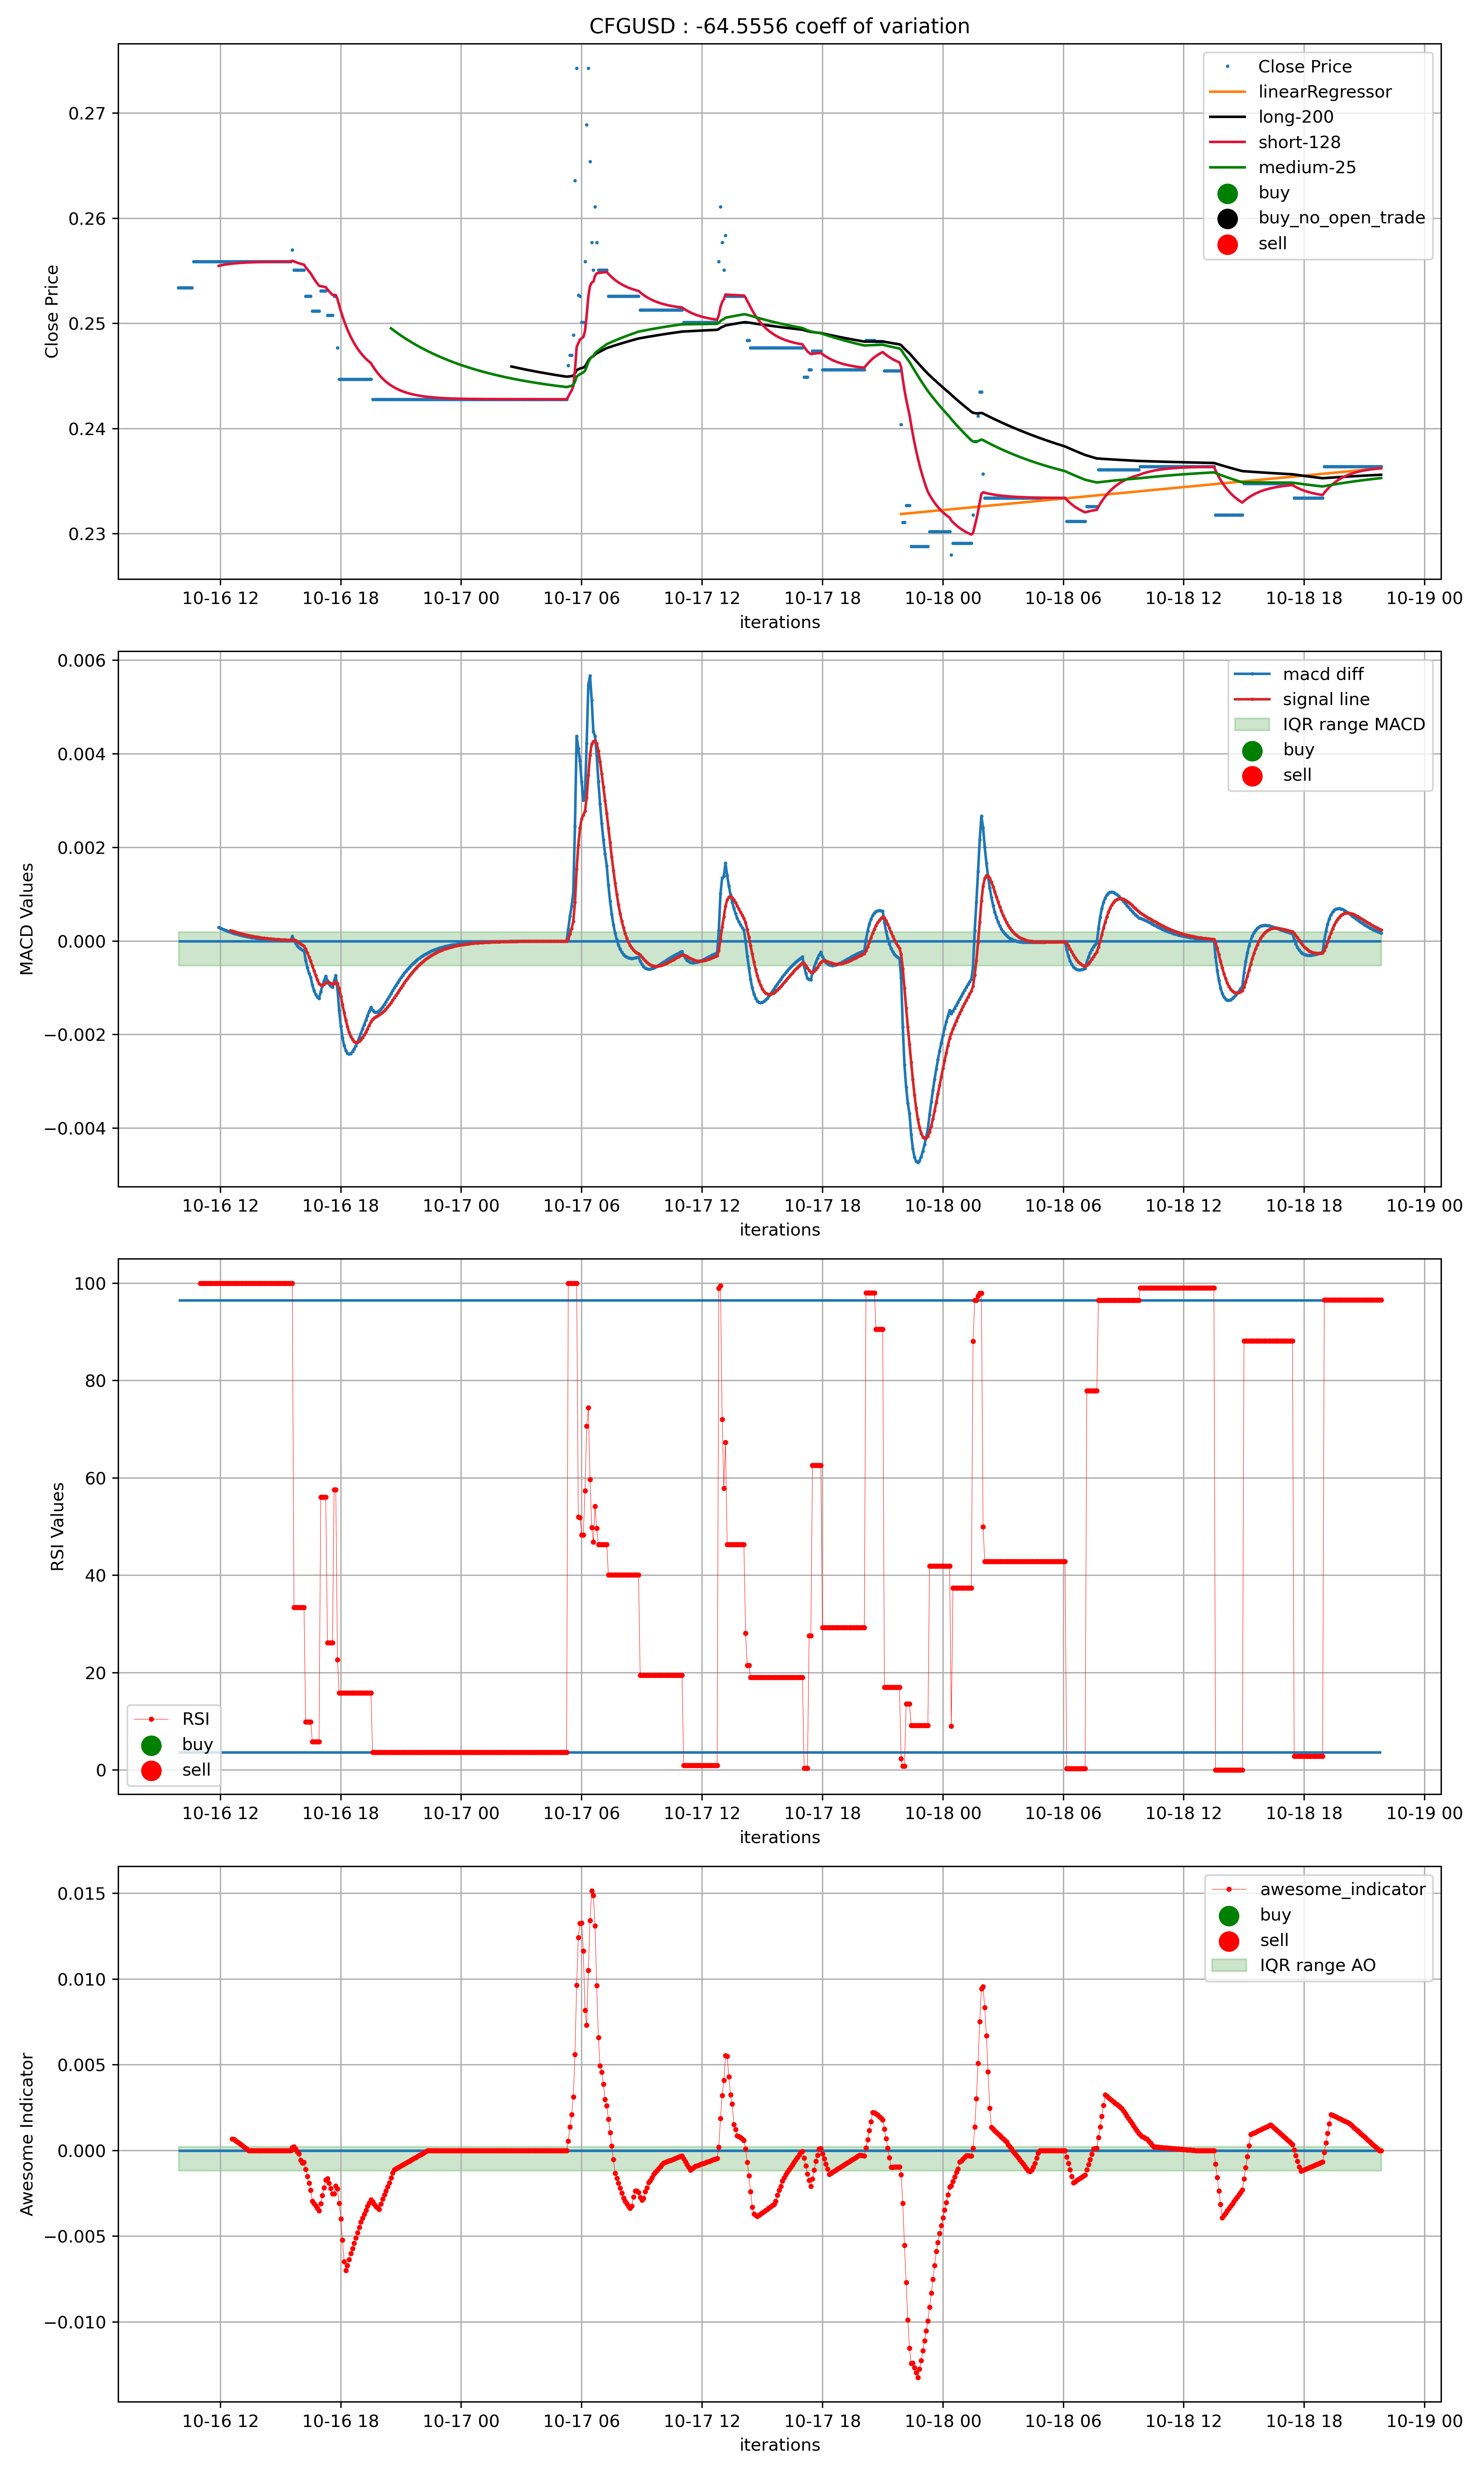 CFGUSD : -64.5556 coeff of variation
Close Price
0.27
0.26
0.25
0.24
0.23
Close Price
linearRegressor
long-200
short-128
medium-25
buy
buy_no_open_trade
sell
10-16 12 10-16 18 10-17 00 10-17 06 10-17 12 10-17 18 10-18 00 10-18 06 10-18 12 10-18 18 10-19 00
iterations
MACD Values
0.006
0.004
0.002
0.000
−0.002
−0.004
macd diff
signal line
IQR range MACD
buy
sell
10-16 12 10-16 18 10-17 00 10-17 06 10-17 12 10-17 18 10-18 00 10-18 06 10-18 12 10-18 18 10-19 00
iterations
RSI Values
100
80
60
40
20
0
RSI
buy
sell
10-16 12 10-16 18 10-17 00 10-17 06 10-17 12 10-17 18 10-18 00 10-18 06 10-18 12 10-18 18 10-19 00
iterations
Awesome Indicator
0.015
0.010
0.005
0.000
−0.005
−0.010
awesome_indicator
buy
sell
IQR range AO
10-16 12 10-16 18 10-17 00 10-17 06 10-17 12 10-17 18 10-18 00 10-18 06 10-18 12 10-18 18 10-19 00
iterations